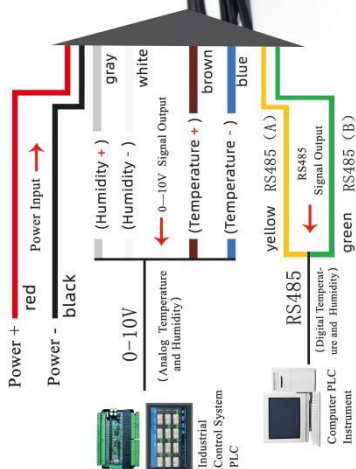 Power +
red
Power Input
Power -
black
gray
(Humidity +)
white
(Humidity -)
0—10V Signal Output
brown
(Temperature +)
blue
(Temperature -)
0-10V
(Analog Temperature
and Humidity)
Industrial
Control System
PLC
yellow RS485 (A)
RS485
Signal Output
green RS485 (B)
RS485
(Digital Temperat-
ure and Humidity)
Computer PLC
Instrument